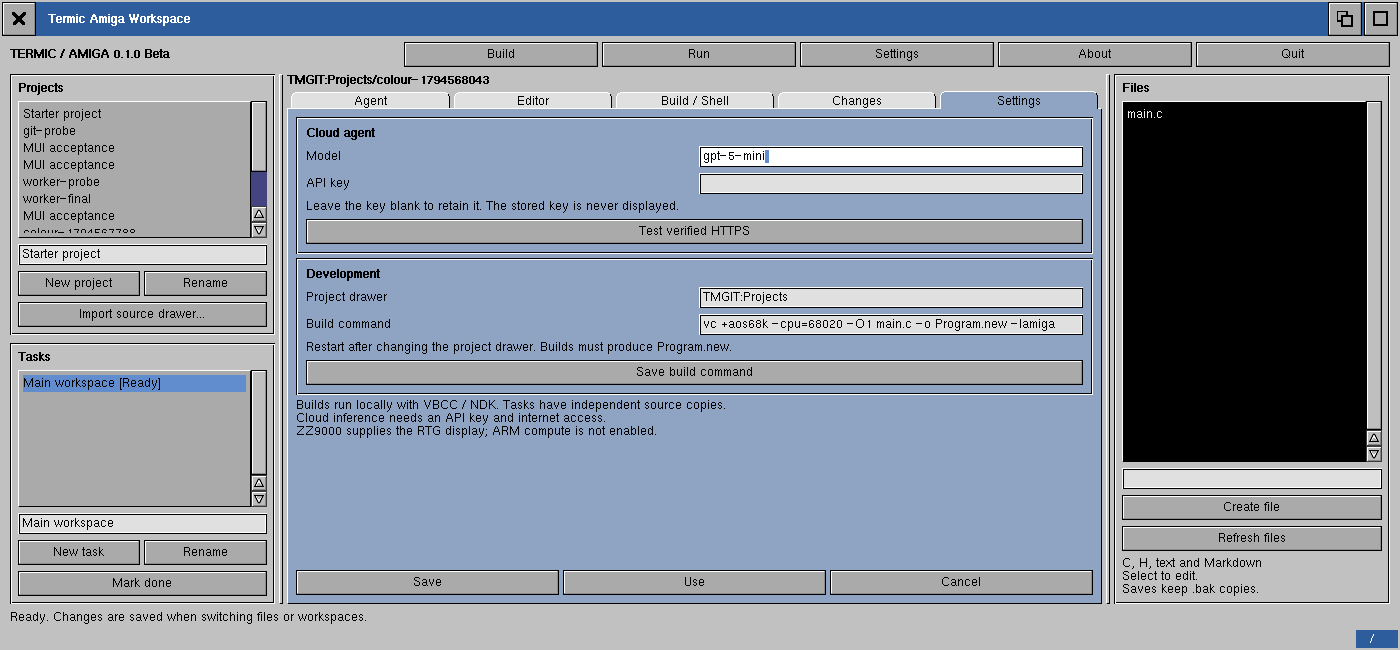 Termic Amiga Workspace
TERMIC / AMIGA 0.1.0 Beta
Build
Run
Settings
About
Quit
Projects
Starter project
git-probe
MUI acceptance
MUI acceptance
worker-probe
worker-final
MUI acceptance
colour-1794567788
Starter project
New project
Rename
Import source drawer...
Tasks
Main workspace [Ready]
Main workspace
New task
Rename
Mark done
TMGIT:Projects/colour-1794568043
Agent
Editor
Build / Shell
Changes
Settings
Cloud agent
Model
gpt-5-mini
API key
Leave the key blank to retain it. The stored key is never displayed.
Test verified HTTPS
Development
Project drawer
TMGIT:Projects
Build command
vc +aos68k -cpu=68020 -O1 main.c -o Program.new -lamiga
Restart after changing the project drawer. Builds must produce Program.new.
Save build command
Builds run locally with VBCC / NDK. Tasks have independent source copies.
Cloud inference needs an API key and internet access.
ZZ9000 supplies the RTG display; ARM compute is not enabled.
Save
Use
Cancel
Files
main.c
Create file
Refresh files
C, H, text and Markdown
Select to edit.
Saves keep .bak copies.
Ready. Changes are saved when switching files or workspaces.
/